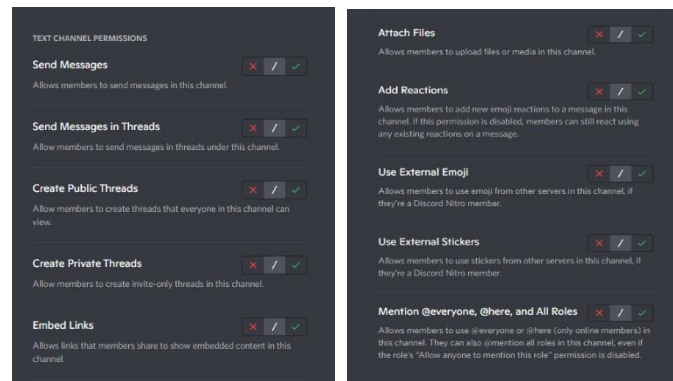 TEXT CHANNEL PERMISSIONS
Send Messages
Allows members to send messages in this channel.
Send Messages in Threads
Allow members to send messages in threads under this channel.
Create Public Threads
Allow members to create threads that everyone in this channel can
view.
Create Private Threads
Allow members to create invite-only threads in this channel.
Embed Links
Allows links that members share to show embedded content in this
channel.
Attach Files
Allows members to upload files or media in this channel.
Add Reactions
Allows members to add new emoji reactions to a message in this
channel. If this permission is disabled, members can still react using
any existing reactions on a message.
Use External Emoji
Allows members to use emoji from other servers in this channel, if
they're a Discord Nitro member.
Use External Stickers
Allows members to use stickers from other servers in this channel, if
they're a Discord Nitro member.
Mention @everyone, @here, and All Roles
Allows members to use @everyone or @here (only online members) in
this channel. They can also @mention all roles in this channel, even if
the role's "Allow anyone to mention this role" permission is disabled.